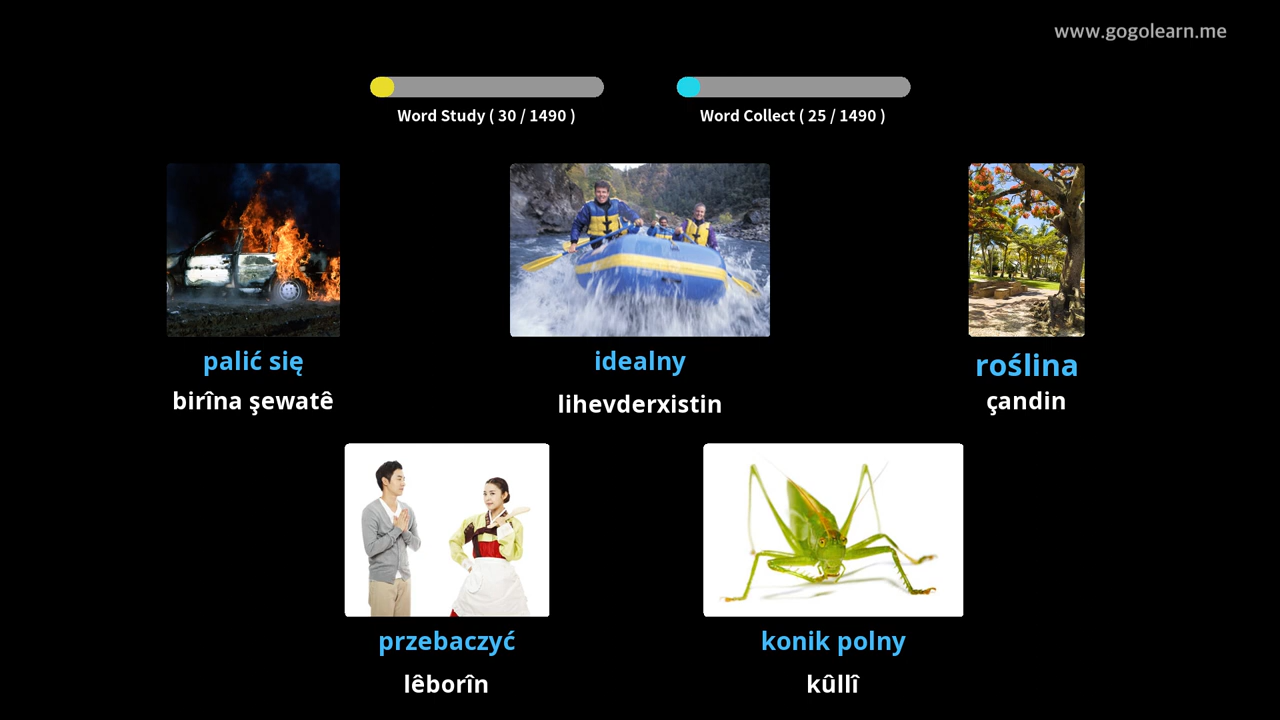 www.gogolearn.me
Word Study ( 30 / 1490 )
Word Collect ( 25 / 1490 )
palić się
idealny
roślina
birîna şewatê
lihevderxistin
çandin
przebaczyć
konik polny
lêborîn
kûllî